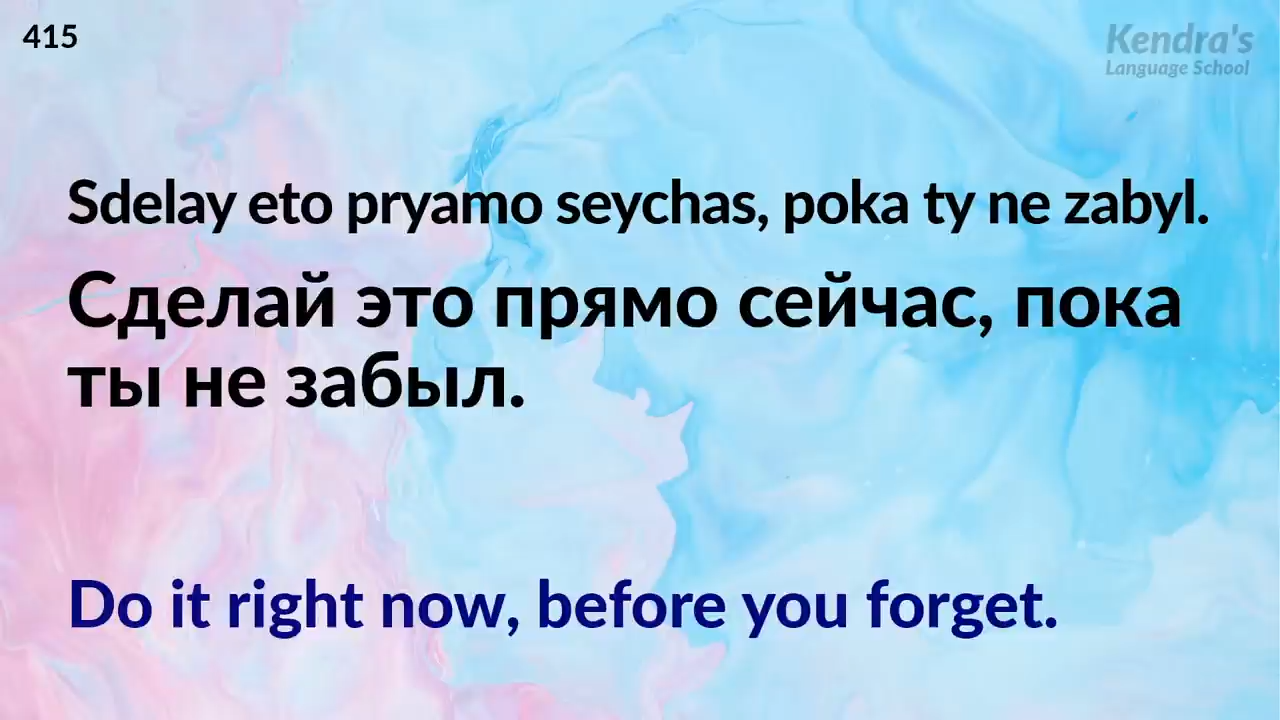 415
Kendra's
Language School
Sdelay eto pryamo seychas, poka ty ne zabyl.
Сделай это прямо сейчас, пока
ты не забыл.
Do it right now, before you forget.